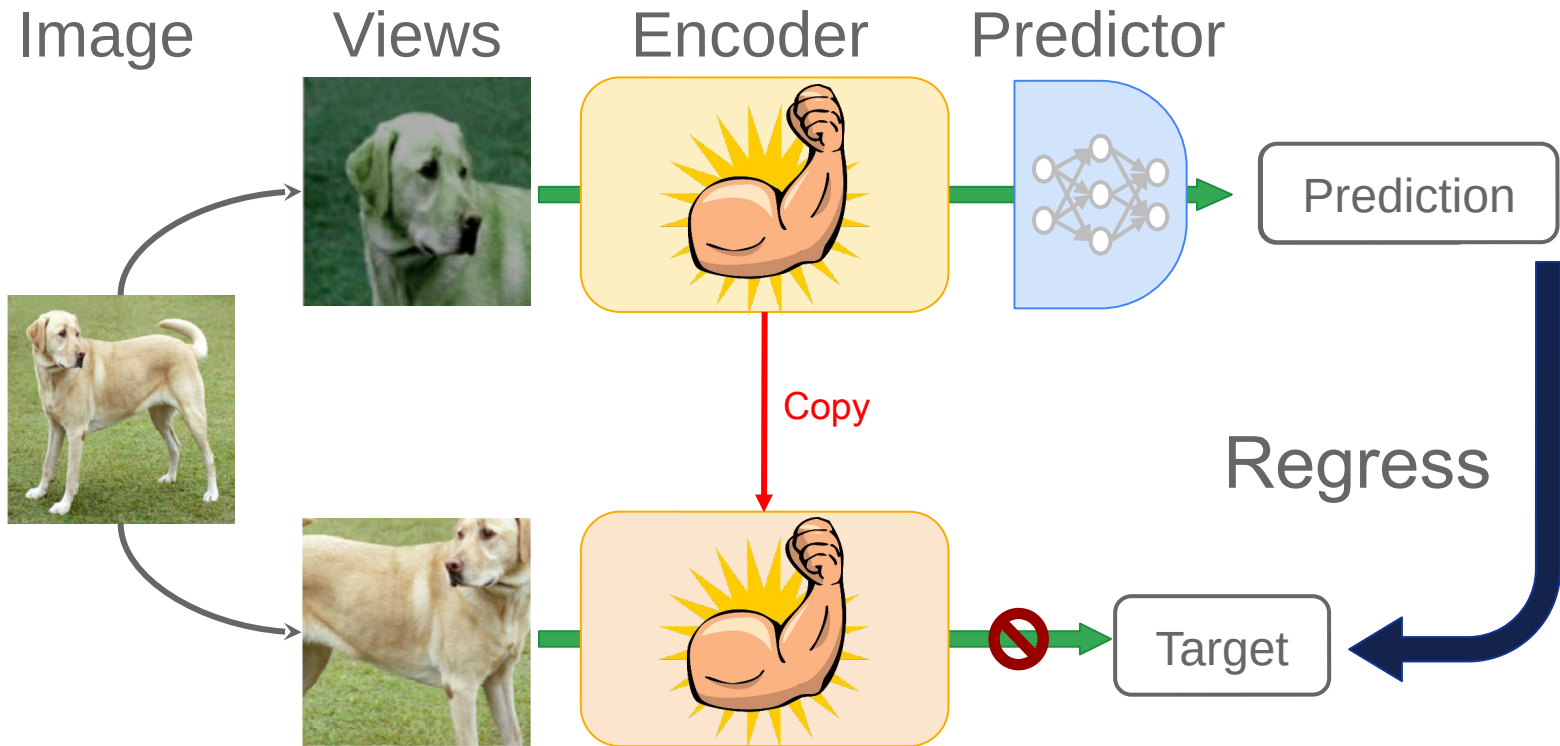 Image
Views
Encoder
Predictor
Prediction
Copy
Regress
Target